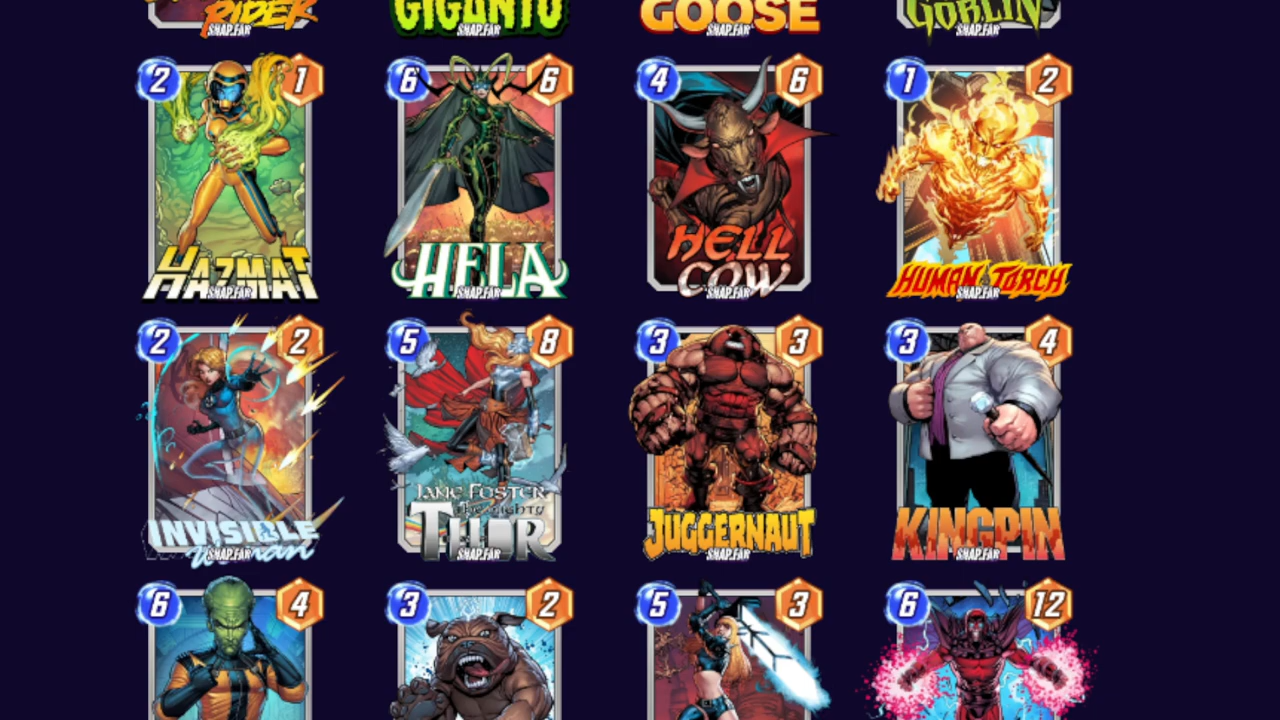 RIDER
SNAP.FAN
GIGANTO
SNAP.FAN
GOOSE
SNAP.FAN
GOBLIN
SNAP.FAN
2 1
HAZMAT
SNAP.FAN
6 6
HELA
SNAP.FAN
4 6
HELL
COW
SNAP.FAN
1 2
HUMAN TORCH
SNAP.FAN
2 2
INVISIBLE
Woman
SNAP.FAN
5 8
JANE FOSTER
the mighty
THOR
SNAP.FAN
3 3
JUGGERNAUT
SNAP.FAN
3 4
KINGPIN
SNAP.FAN
6 4
3 2
5 3
6 12